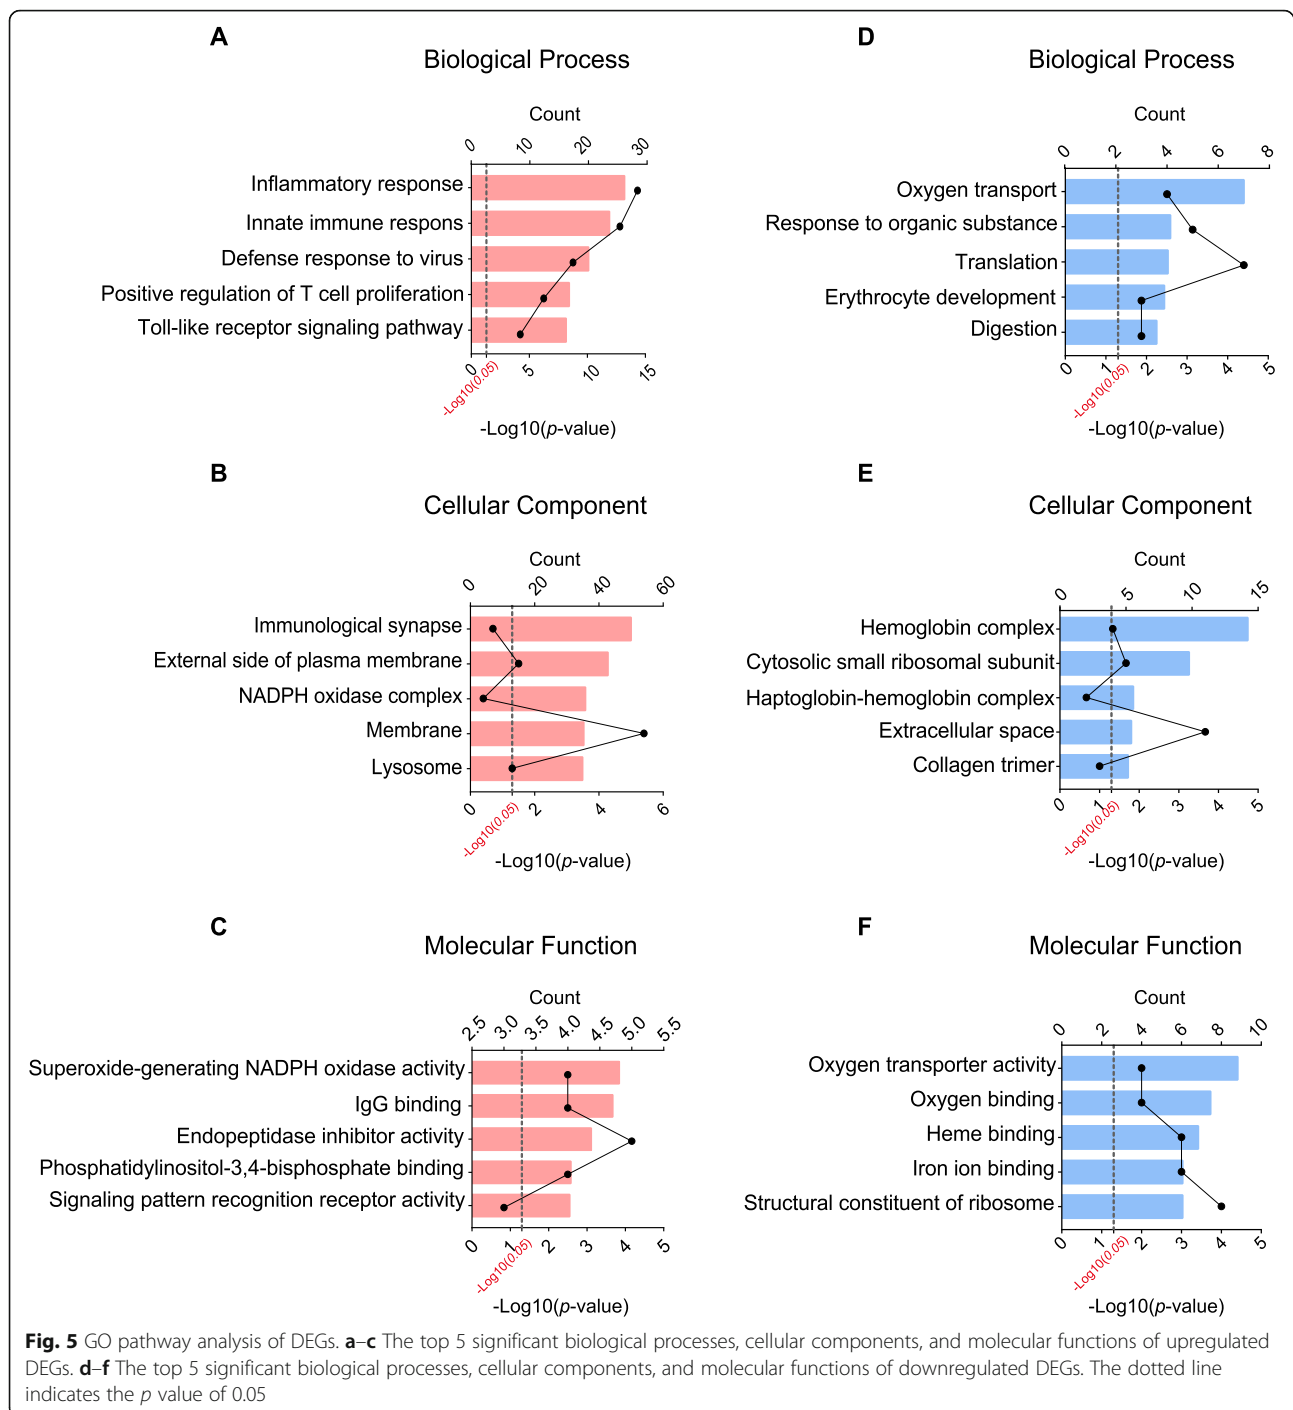 A
Biological Process
Count
0 10 20 30
Inflammatory response
Innate immune respons
Defense response to virus
Positive regulation of T cell proliferation
Toll-like receptor signaling pathway
0 5 10 15
-Log10(0.05)
-Log10(p-value)
D
Biological Process
Count
0 2 4 6 8
Oxygen transport
Response to organic substance
Translation
Erythrocyte development
Digestion
0 1 2 3 4 5
-Log10(0.05)
-Log10(p-value)
B
Cellular Component
Count
0 20 40 60
Immunological synapse
External side of plasma membrane
NADPH oxidase complex
Membrane
Lysosome
0 2 4 6
-Log10(0.05)
-Log10(p-value)
E
Cellular Component
Count
0 5 10 15
Hemoglobin complex
Cytosolic small ribosomal subunit
Haptoglobin-hemoglobin complex
Extracellular space
Collagen trimer
0 1 2 3 4 5
-Log10(0.05)
-Log10(p-value)
C
Molecular Function
Count
2.5 3.0 3.5 4.0 4.5 5.0 5.5
Superoxide-generating NADPH oxidase activity
IgG binding
Endopeptidase inhibitor activity
Phosphatidylinositol-3,4-bisphosphate binding
Signaling pattern recognition receptor activity
0 1 2 3 4 5
-Log10(0.05)
-Log10(p-value)
F
Molecular Function
Count
0 2 4 6 8 10
Oxygen transporter activity
Oxygen binding
Heme binding
Iron ion binding
Structural constituent of ribosome
0 1 2 3 4 5
-Log10(0.05)
-Log10(p-value)
Fig. 5 GO pathway analysis of DEGs. a–c The top 5 significant biological processes, cellular components, and molecular functions of upregulated
DEGs. d–f The top 5 significant biological processes, cellular components, and molecular functions of downregulated DEGs. The dotted line
indicates the p value of 0.05